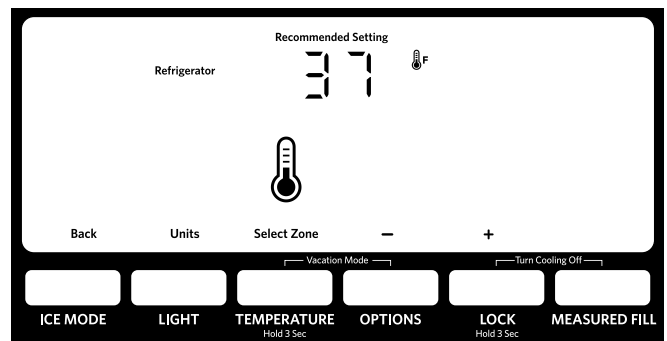 Recommended Setting
Refrigerator 37 F
Back Units Select Zone – +
Vacation Mode Turn Cooling Off
ICE MODE LIGHT TEMPERATURE OPTIONS LOCK MEASURED FILL
Hold 3 Sec Hold 3 Sec